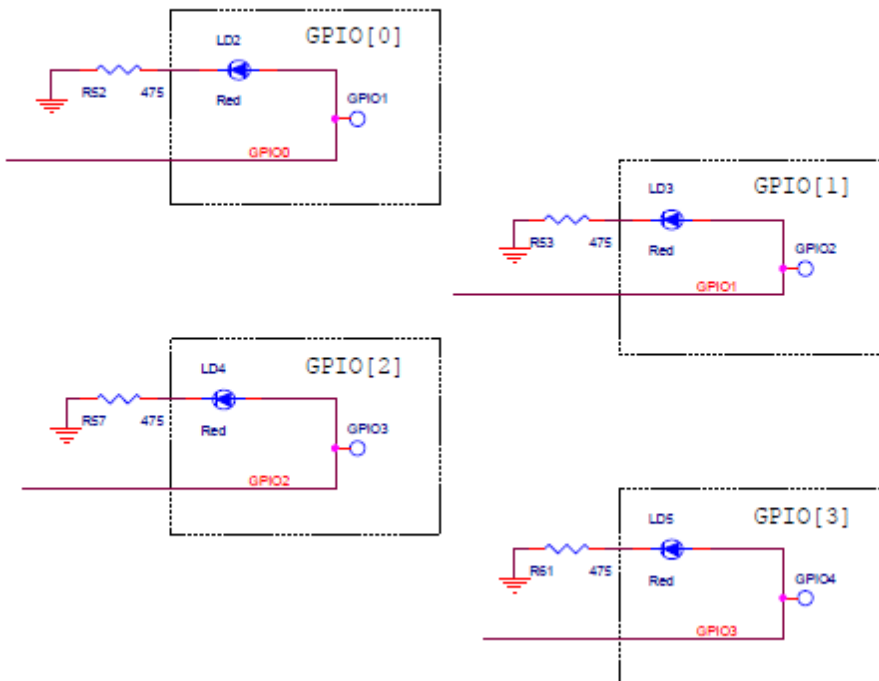 LD2 GPIO[0]
R52 475 Red GPIO1
GPIO0
LD3 GPIO[1]
R53 475 Red GPIO2
GPIO1
LD4 GPIO[2]
R57 475 Red GPIO3
GPIO2
LD5 GPIO[3]
R61 475 Red GPIO4
GPIO3